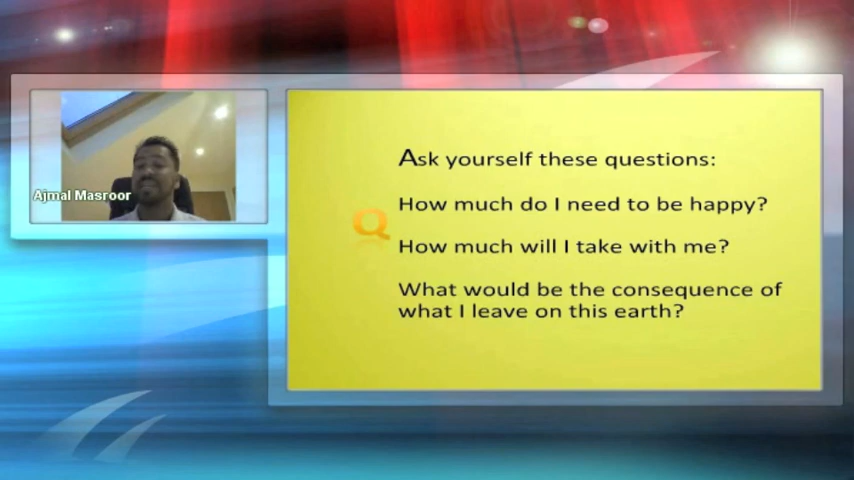 Ajmal Masroor
Ask yourself these questions:
Q
How much do I need to be happy?
How much will I take with me?
What would be the consequence of
what I leave on this earth?